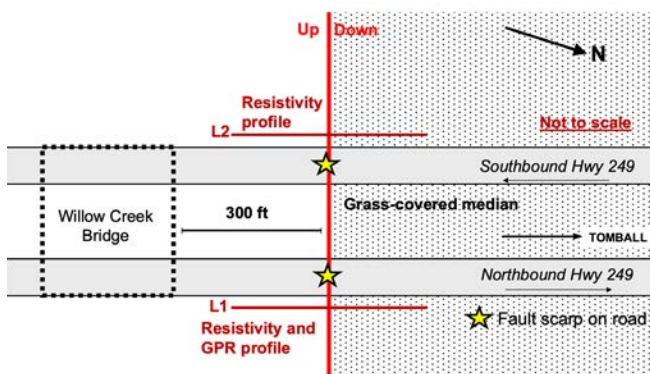 Up Down
N
Resistivity
profile
L2
Not to scale
Southbound Hwy 249
Willow Creek
Bridge
300 ft
Grass-covered median
TOMBALL
Northbound Hwy 249
L1
Resistivity and
GPR profile
Fault scarp on road